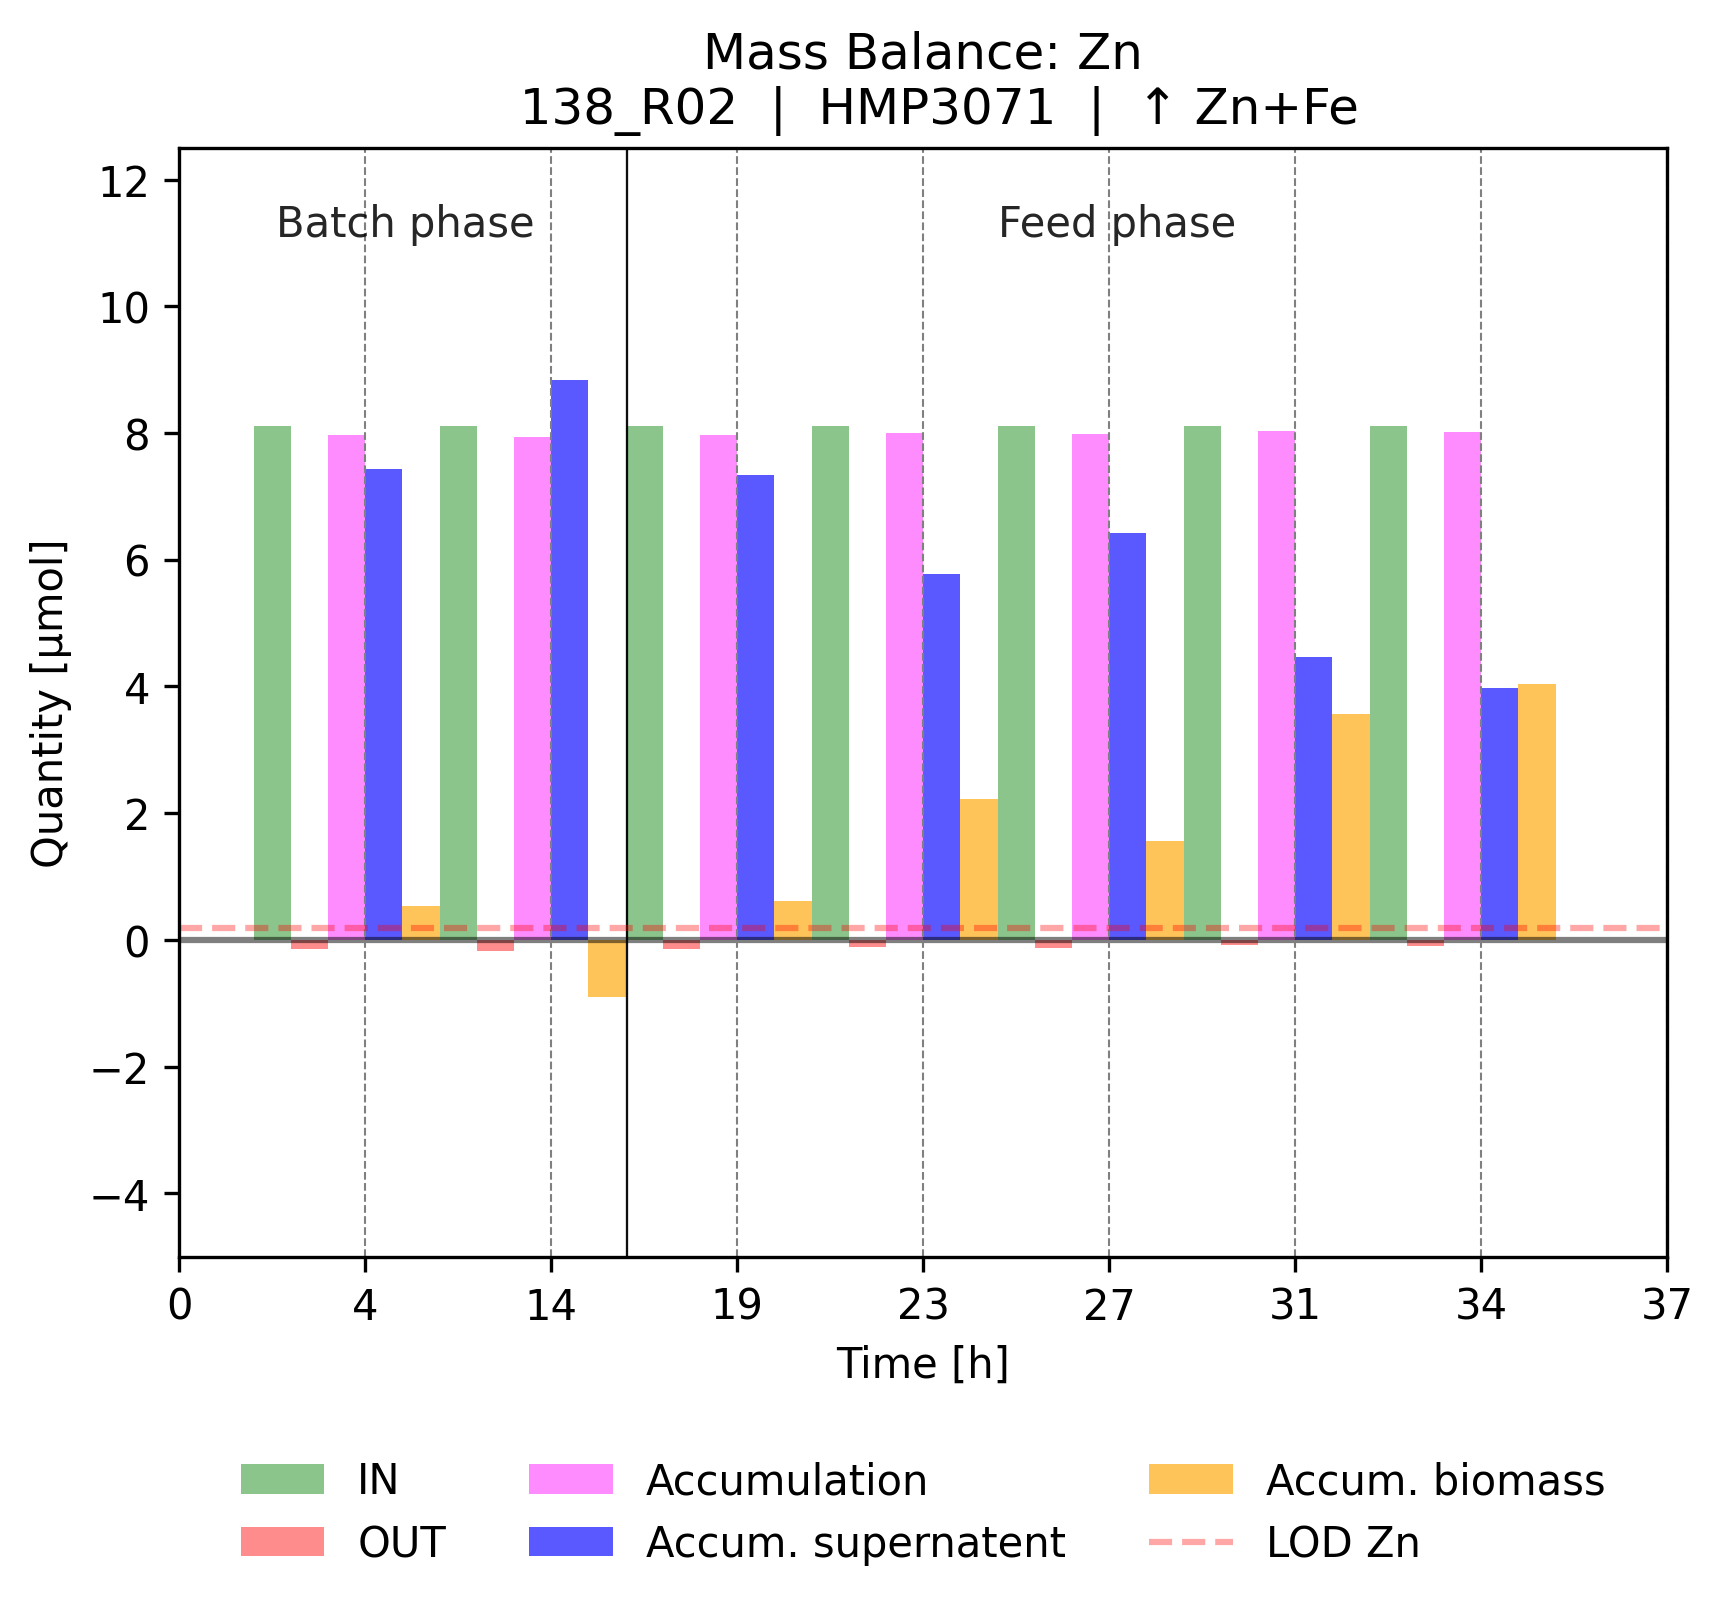 Mass Balance: Zn
138_R02 | HMP3071 | ↑ Zn+Fe
Batch phase
Feed phase
12
10
8
6
4
2
0
−2
−4
Quantity [µmol]
0 4 14 19 23 27 31 34 37
Time [h]
IN
OUT
Accumulation
Accum. supernatent
Accum. biomass
LOD Zn